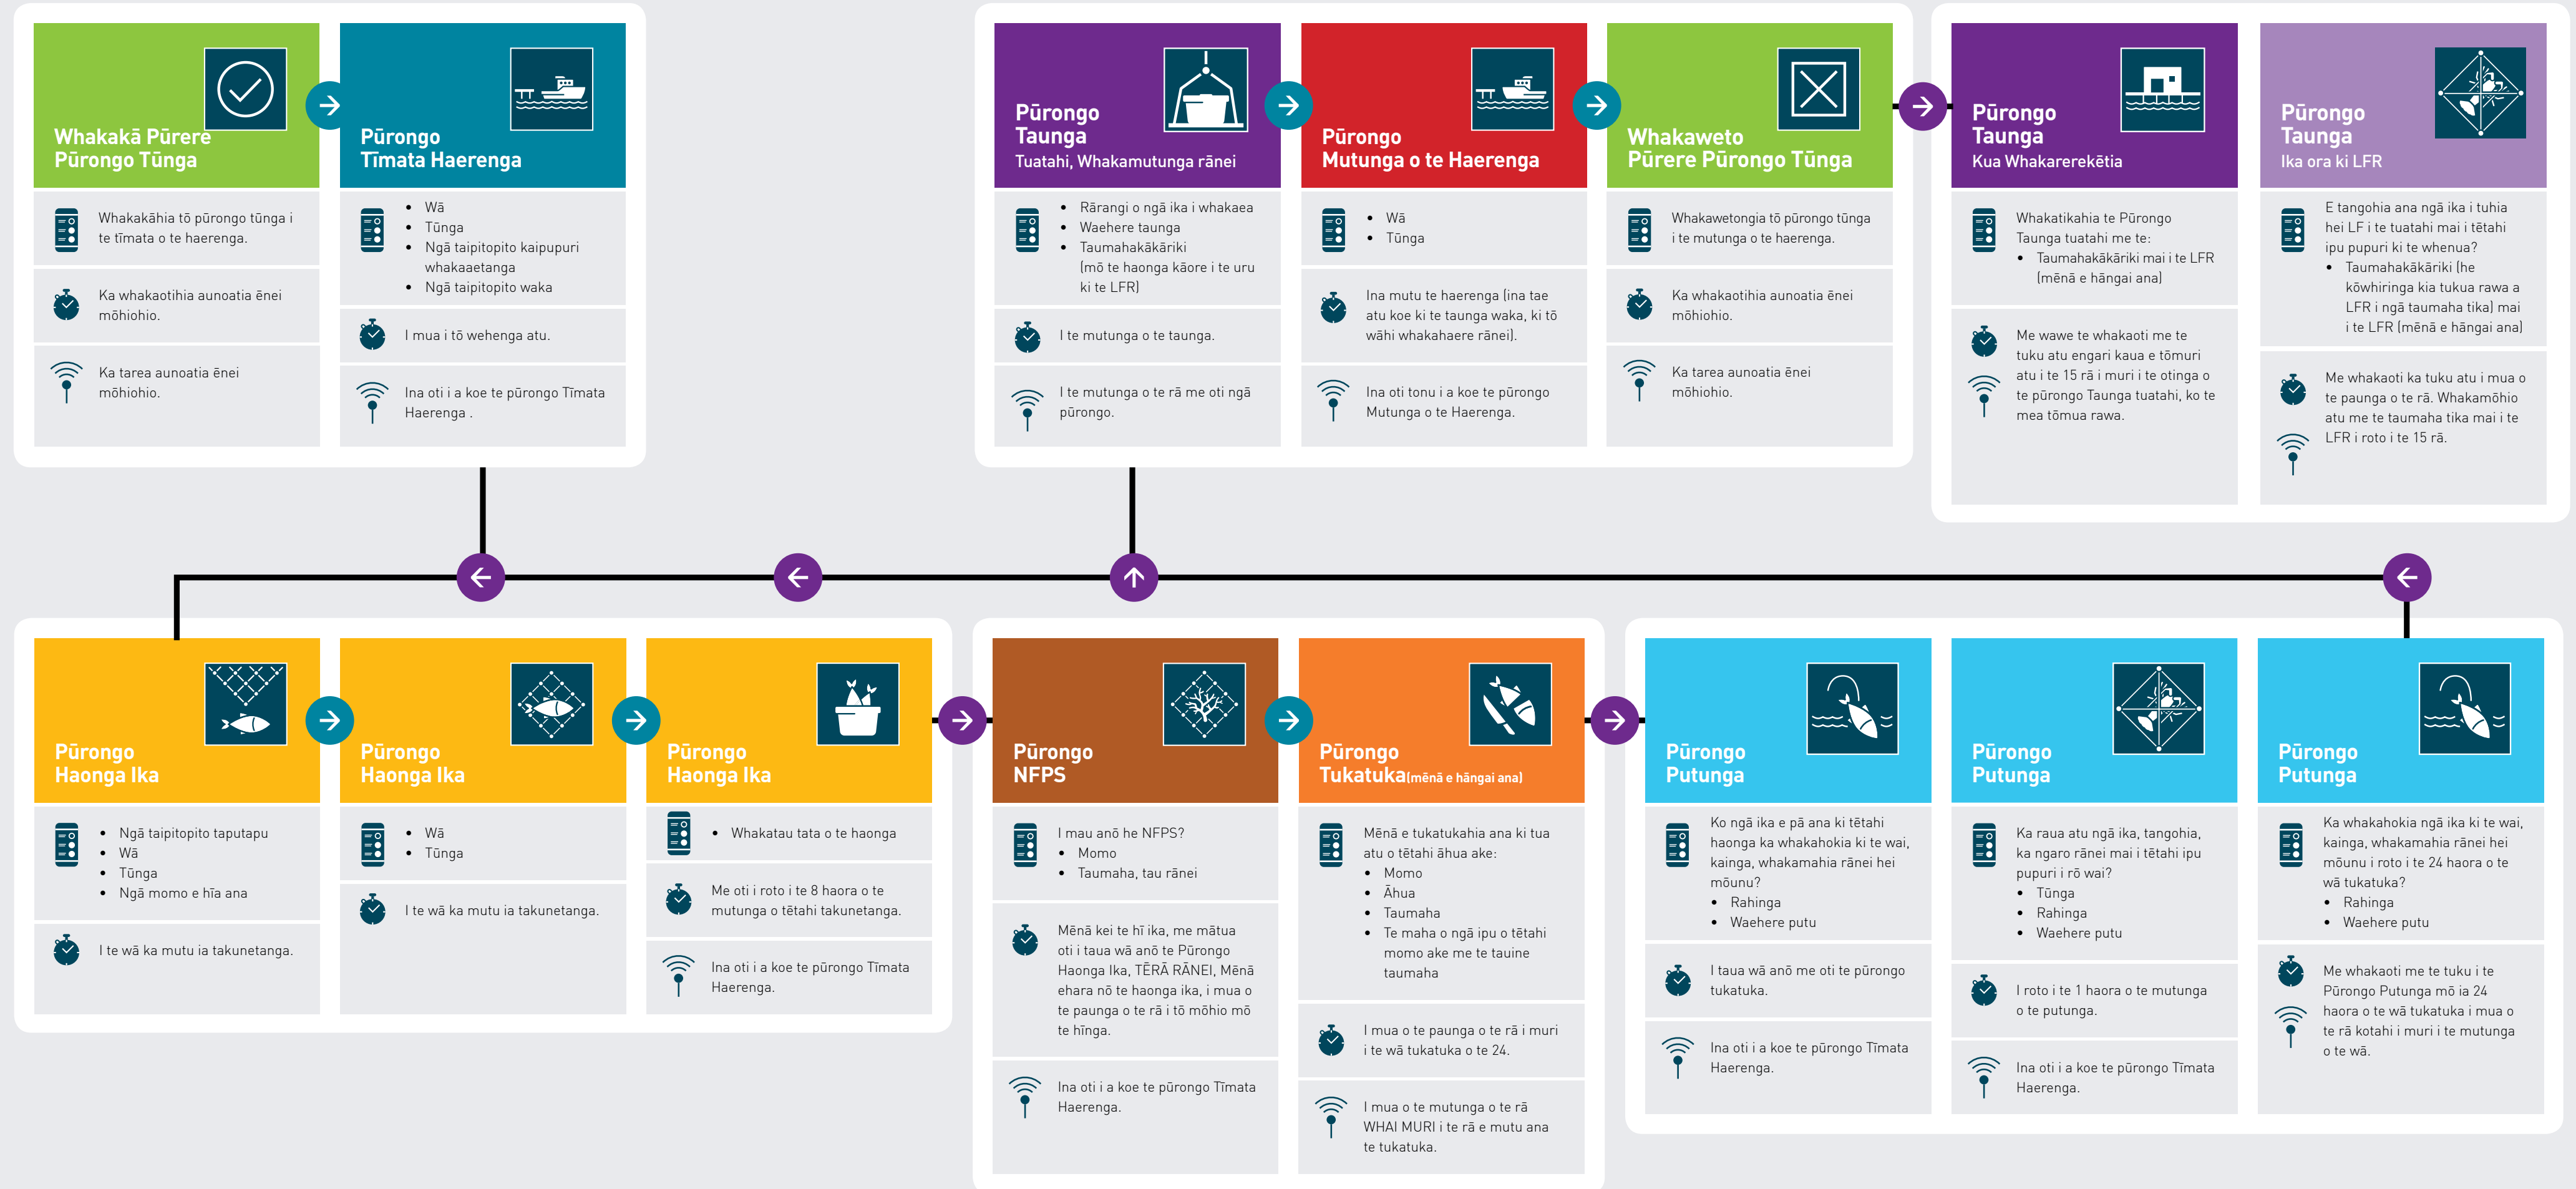 Whakakā Pūrere
Pūrongo Tūnga
Whakakāhia tō pūrongo tūnga i
te tīmata o te haerenga.
Ka whakaotihia aunoatia ēnei
mōhiohio.
Ka tarea aunoatia ēnei
mōhiohio.
Pūrongo
Tīmata Haerenga
• Wā
• Tūnga
• Ngā taipitopito kaipupuri
whakaaetanga
• Ngā taipitopito waka
I mua i tō wehenga atu.
Ina oti i a koe te pūrongo Tīmata
Haerenga .
Pūrongo
Taunga
Tuatahi, Whakamutunga rānei
• Rārangi o ngā ika i whakaea
• Waehere taunga
• Taumahakākāriki
(mō te haonga kāore i te uru
ki te LFR)
I te mutunga o te taunga.
I te mutunga o te rā me oti ngā
pūrongo.
Pūrongo
Mutunga o te Haerenga
• Wā
• Tūnga
Ina mutu te haerenga (ina tae
atu koe ki te taunga waka, ki tō
wāhi whakahaere rānei).
Ina oti tonu i a koe te pūrongo
Mutunga o te Haerenga.
Whakaweto
Pūrere Pūrongo Tūnga
Whakawetongia tō pūrongo tūnga
i te mutunga o te haerenga.
Ka whakaotihia aunoatia ēnei
mōhiohio.
Ka tarea aunoatia ēnei
mōhiohio.
Pūrongo
Taunga
Kua Whakarerekētia
Whakatikahia te Pūrongo
Taunga tuatahi me te:
• Taumahakākāriki mai i te LFR
(mēnā e hāngai ana)
Me wawe te whakaoti me te
tuku atu engari kaua e tōmuri
atu i te 15 rā i muri i te otinga o
te pūrongo Taunga tuatahi, ko te
mea tōmua rawa.
Pūrongo
Taunga
Ika ora ki LFR
E tangohia ana ngā ika i tuhia
hei LF i te tuatahi mai i tētahi
ipu pupuri ki te whenua?
• Taumahakākāriki (he
kōwhiringa kia tukua rawa a
LFR i ngā taumaha tika) mai
i te LFR (mēnā e hāngai ana)
Me whakaoti ka tuku atu i mua o
te paunga o te rā. Whakamōhio
atu me te taumaha tika mai i te
LFR i roto i te 15 rā.
Pūrongo
Haonga Ika
• Ngā taipitopito taputapu
• Wā
• Tūnga
• Ngā momo e hīa ana
I te wā ka mutu ia takunetanga.
Pūrongo
Haonga Ika
• Wā
• Tūnga
I te wā ka mutu ia takunetanga.
Pūrongo
Haonga Ika
• Whakatau tata o te haonga
Me oti i roto i te 8 haora o te
mutunga o tētahi takunetanga.
Ina oti i a koe te pūrongo Tīmata
Haerenga.
Pūrongo
NFPS
I mau anō he NFPS?
• Momo
• Taumaha, tau rānei
Mēnā kei te hī ika, me mātua
oti i taua wā anō te Pūrongo
Haonga Ika, TĒRĀ RĀNEI, Mēnā
ehara nō te haonga ika, i mua o
te paunga o te rā i tō mōhio mō
te hīnga.
Ina oti i a koe te pūrongo Tīmata
Haerenga.
Pūrongo
Tukatuka(mēnā e hāngai ana)
Mēnā e tukatukahia ana ki tua
atu o tētahi āhua ake:
• Momo
• Āhua
• Taumaha
• Te maha o ngā ipu o tētahi
momo ake me te tauine
taumaha
I mua o te paunga o te rā i muri
i te wā tukatuka o te 24.
I mua o te mutunga o te rā
WHAI MURI i te rā e mutu ana
te tukatuka.
Pūrongo
Putunga
Ko ngā ika e pā ana ki tētahi
haonga ka whakahokia ki te wai,
kainga, whakamahia rānei hei
mōunu?
• Rahinga
• Waehere putu
I taua wā anō me oti te pūrongo
tukatuka.
Ina oti i a koe te pūrongo Tīmata
Haerenga.
Pūrongo
Putunga
Ka raua atu ngā ika, tangohia,
ka ngaro rānei mai i tētahi ipu
pupuri i rō wai?
• Tūnga
• Rahinga
• Waehere putu
I roto i te 1 haora o te mutunga
o te putunga.
Ina oti i a koe te pūrongo Tīmata
Haerenga.
Pūrongo
Putunga
Ka whakahokia ngā ika ki te wai,
kainga, whakamahia rānei hei
mōunu i roto i te 24 haora o te
wā tukatuka?
• Rahinga
• Waehere putu
Me whakaoti me te tuku i te
Pūrongo Putunga mō ia 24
haora o te wā tukatuka i mua o
te rā kotahi i muri i te mutunga
o te wā.